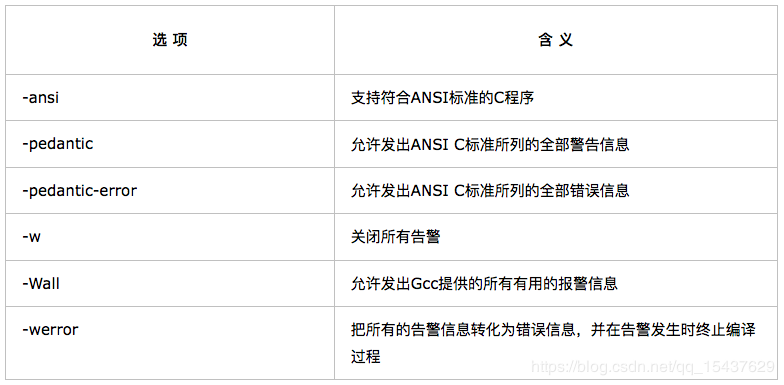 选 项
含 义
-ansi
支持符合ANSI标准的C程序
-pedantic
允许发出ANSI C标准所列的全部警告信息
-pedantic-error
允许发出ANSI C标准所列的全部错误信息
-w
关闭所有告警
-Wall
允许发出Gcc提供的所有有用的报警信息
-werror
把所有的告警信息转化为错误信息，并在告警发生时终止编译
过程
https://blog.csdn.net/qq_15437629